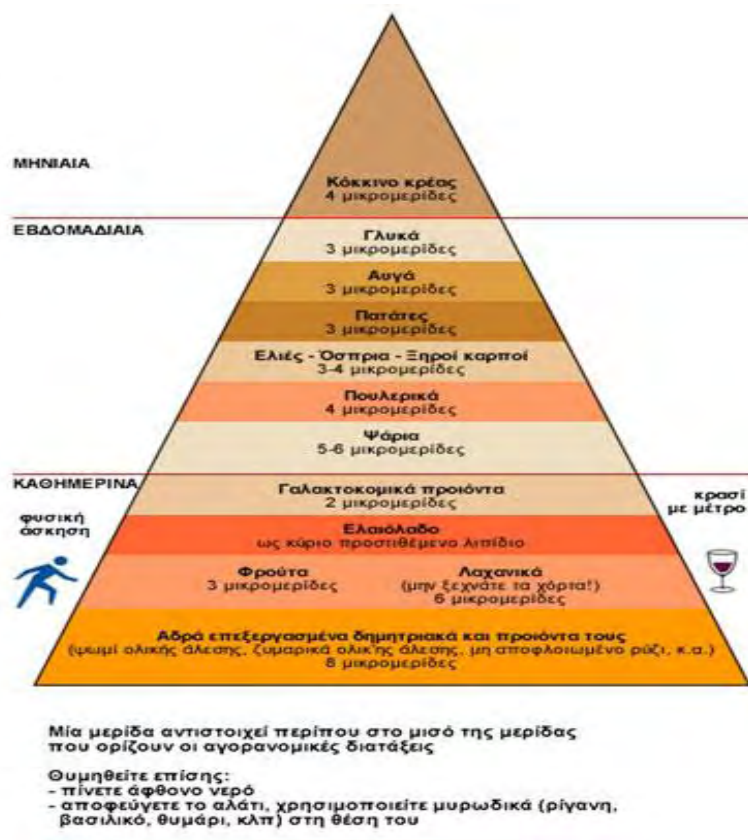 ΜΗΝΙΑΙΑ
Κόκκινο κρέας
4 μικρομερίδες
ΕΒΔΟΜΑΔΙΑΙΑ
Γλυκά
3 μικρομερίδες
Αυγά
3 μικρομερίδες
Πατάτες
3 μικρομερίδες
Ελιές - Όσπρια - Ξηροί καρποί
3-4 μικρομερίδες
Πουλερικά
4 μικρομερίδες
Ψάρια
5-6 μικρομερίδες
ΚΑΘΗΜΕΡΙΝΑ
Γαλακτοκομικά προιόντα
2 μικρομερίδες
φυσική
άσκηση
κρασί
με μέτρο
Ελαιόλαδο
ως κύριο προστιθέμενο λιπίδιο
Φρούτα
3 μικρομερίδες
Λαχανικά
(μην ξεχνάτε τα χόρτα!)
6 μικρομερίδες
Αδρά επεξεργασμένα δημητριακά και προιόντα τους
(ψωμί ολικής άλεσης, ζυμαρικά ολικ'ης άλεσης, μη αποφλοιωμένο ρύζι, κ.α.)
8 μικρομερίδες
Μία μερίδα αντιστοιχεί περίπου στο μισό της μερίδας
που ορίζουν οι αγορανομικές διατάξεις
Θυμηθείτε επίσης:
- πίνετε άφθονο νερό
- αποφεύγετε το αλάτι, χρησιμοποιείτε μυρωδικά (ρίγανη,
βασιλικό, θυμάρι, κλπ) στη θέση του